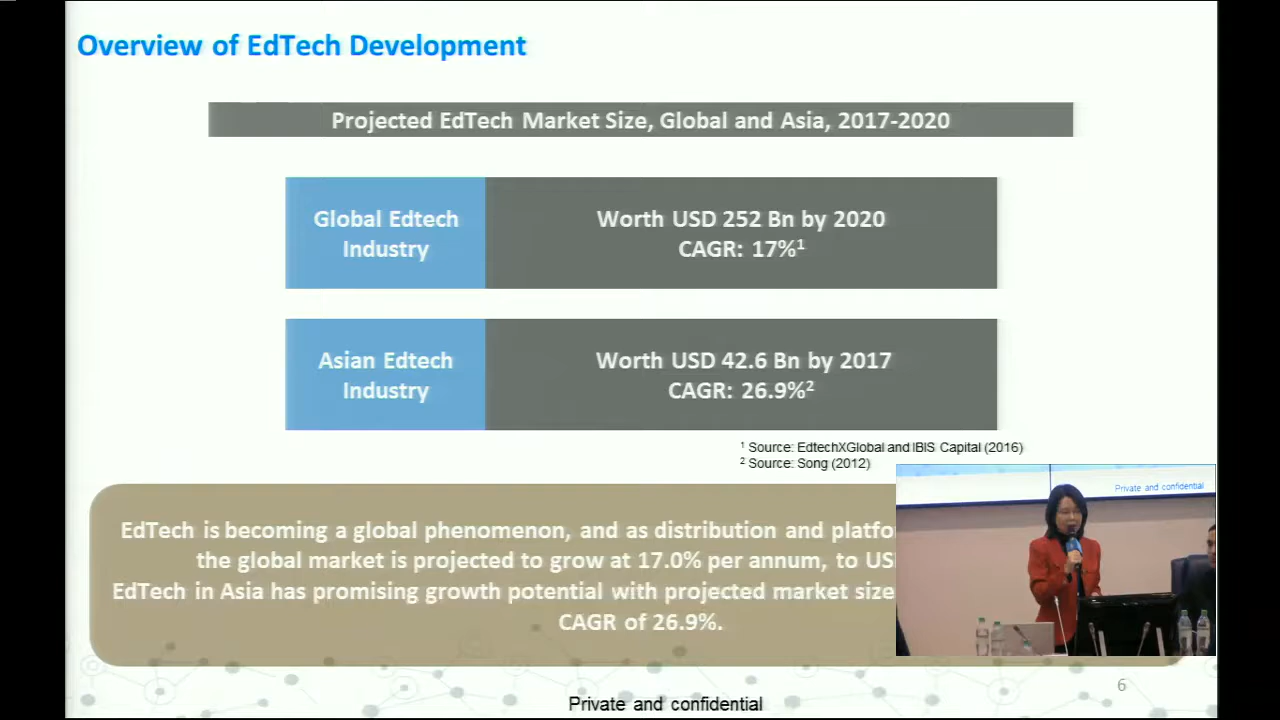 Overview of EdTech Development
Projected EdTech Market Size, Global and Asia, 2017-2020
Global Edtech
Industry
Worth USD 252 Bn by 2020
CAGR: 17%¹
Asian Edtech
Industry
Worth USD 42.6 Bn by 2017
CAGR: 26.9%²
¹ Source: EdtechXGlobal and IBIS Capital (2016)
² Source: Song (2012)
EdTech is becoming a global phenomenon, and as distribution and
the global market is projected to grow at 17.0% per annum, to
EdTech in Asia has promising growth potential with projected market size
CAGR of 26.9%.
Private and confidential
6
Private and confidential